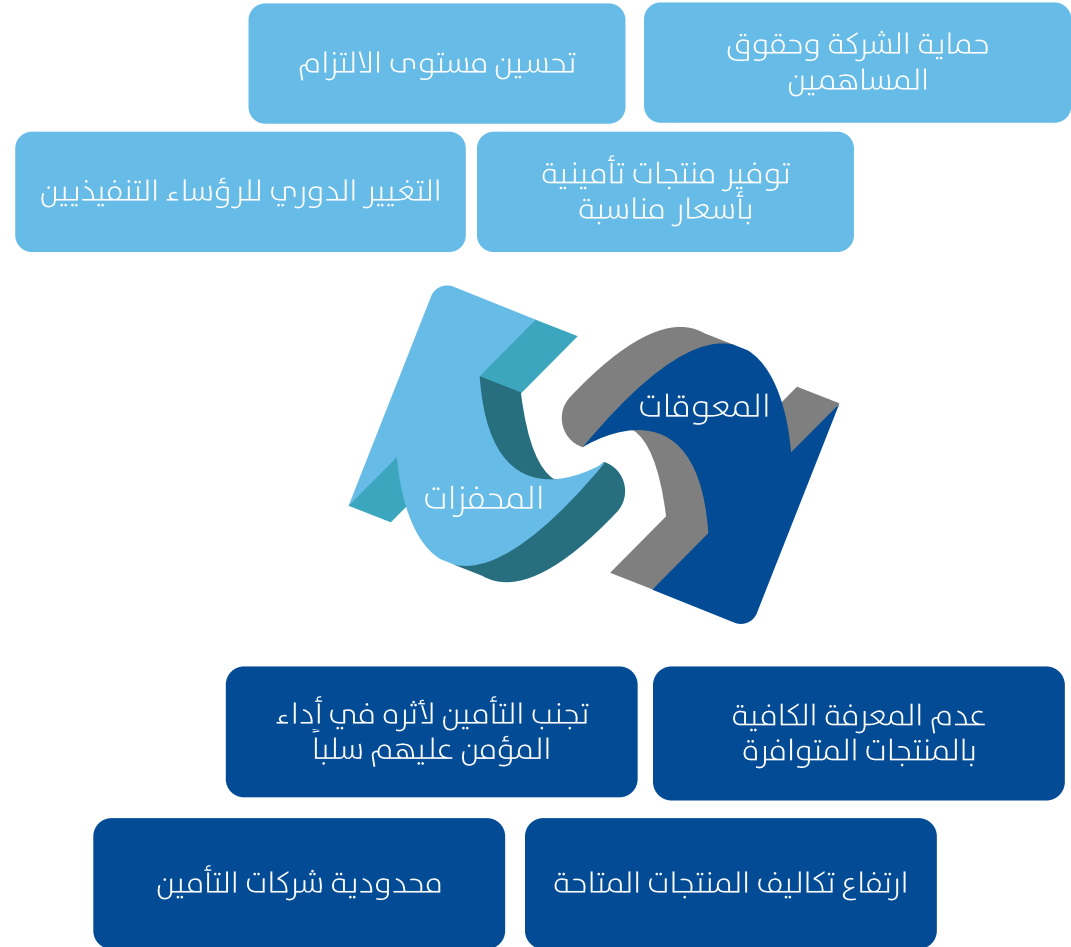 حماية الشركة وحقوق
المساهمين
تحسين مستوى الالتزام
توفير منتجات تأمينية
بأسعار مناسبة
التغيير الدوري للرؤساء التنفيذيين
المعوقات
المحفزات
عدم المعرفة الكافية
بالمنتجات المتوافرة
تجنب التأمين لأثره في أداء
المؤمن عليهم سلباً
ارتفاع تكاليف المنتجات المتاحة
محدودية شركات التأمين